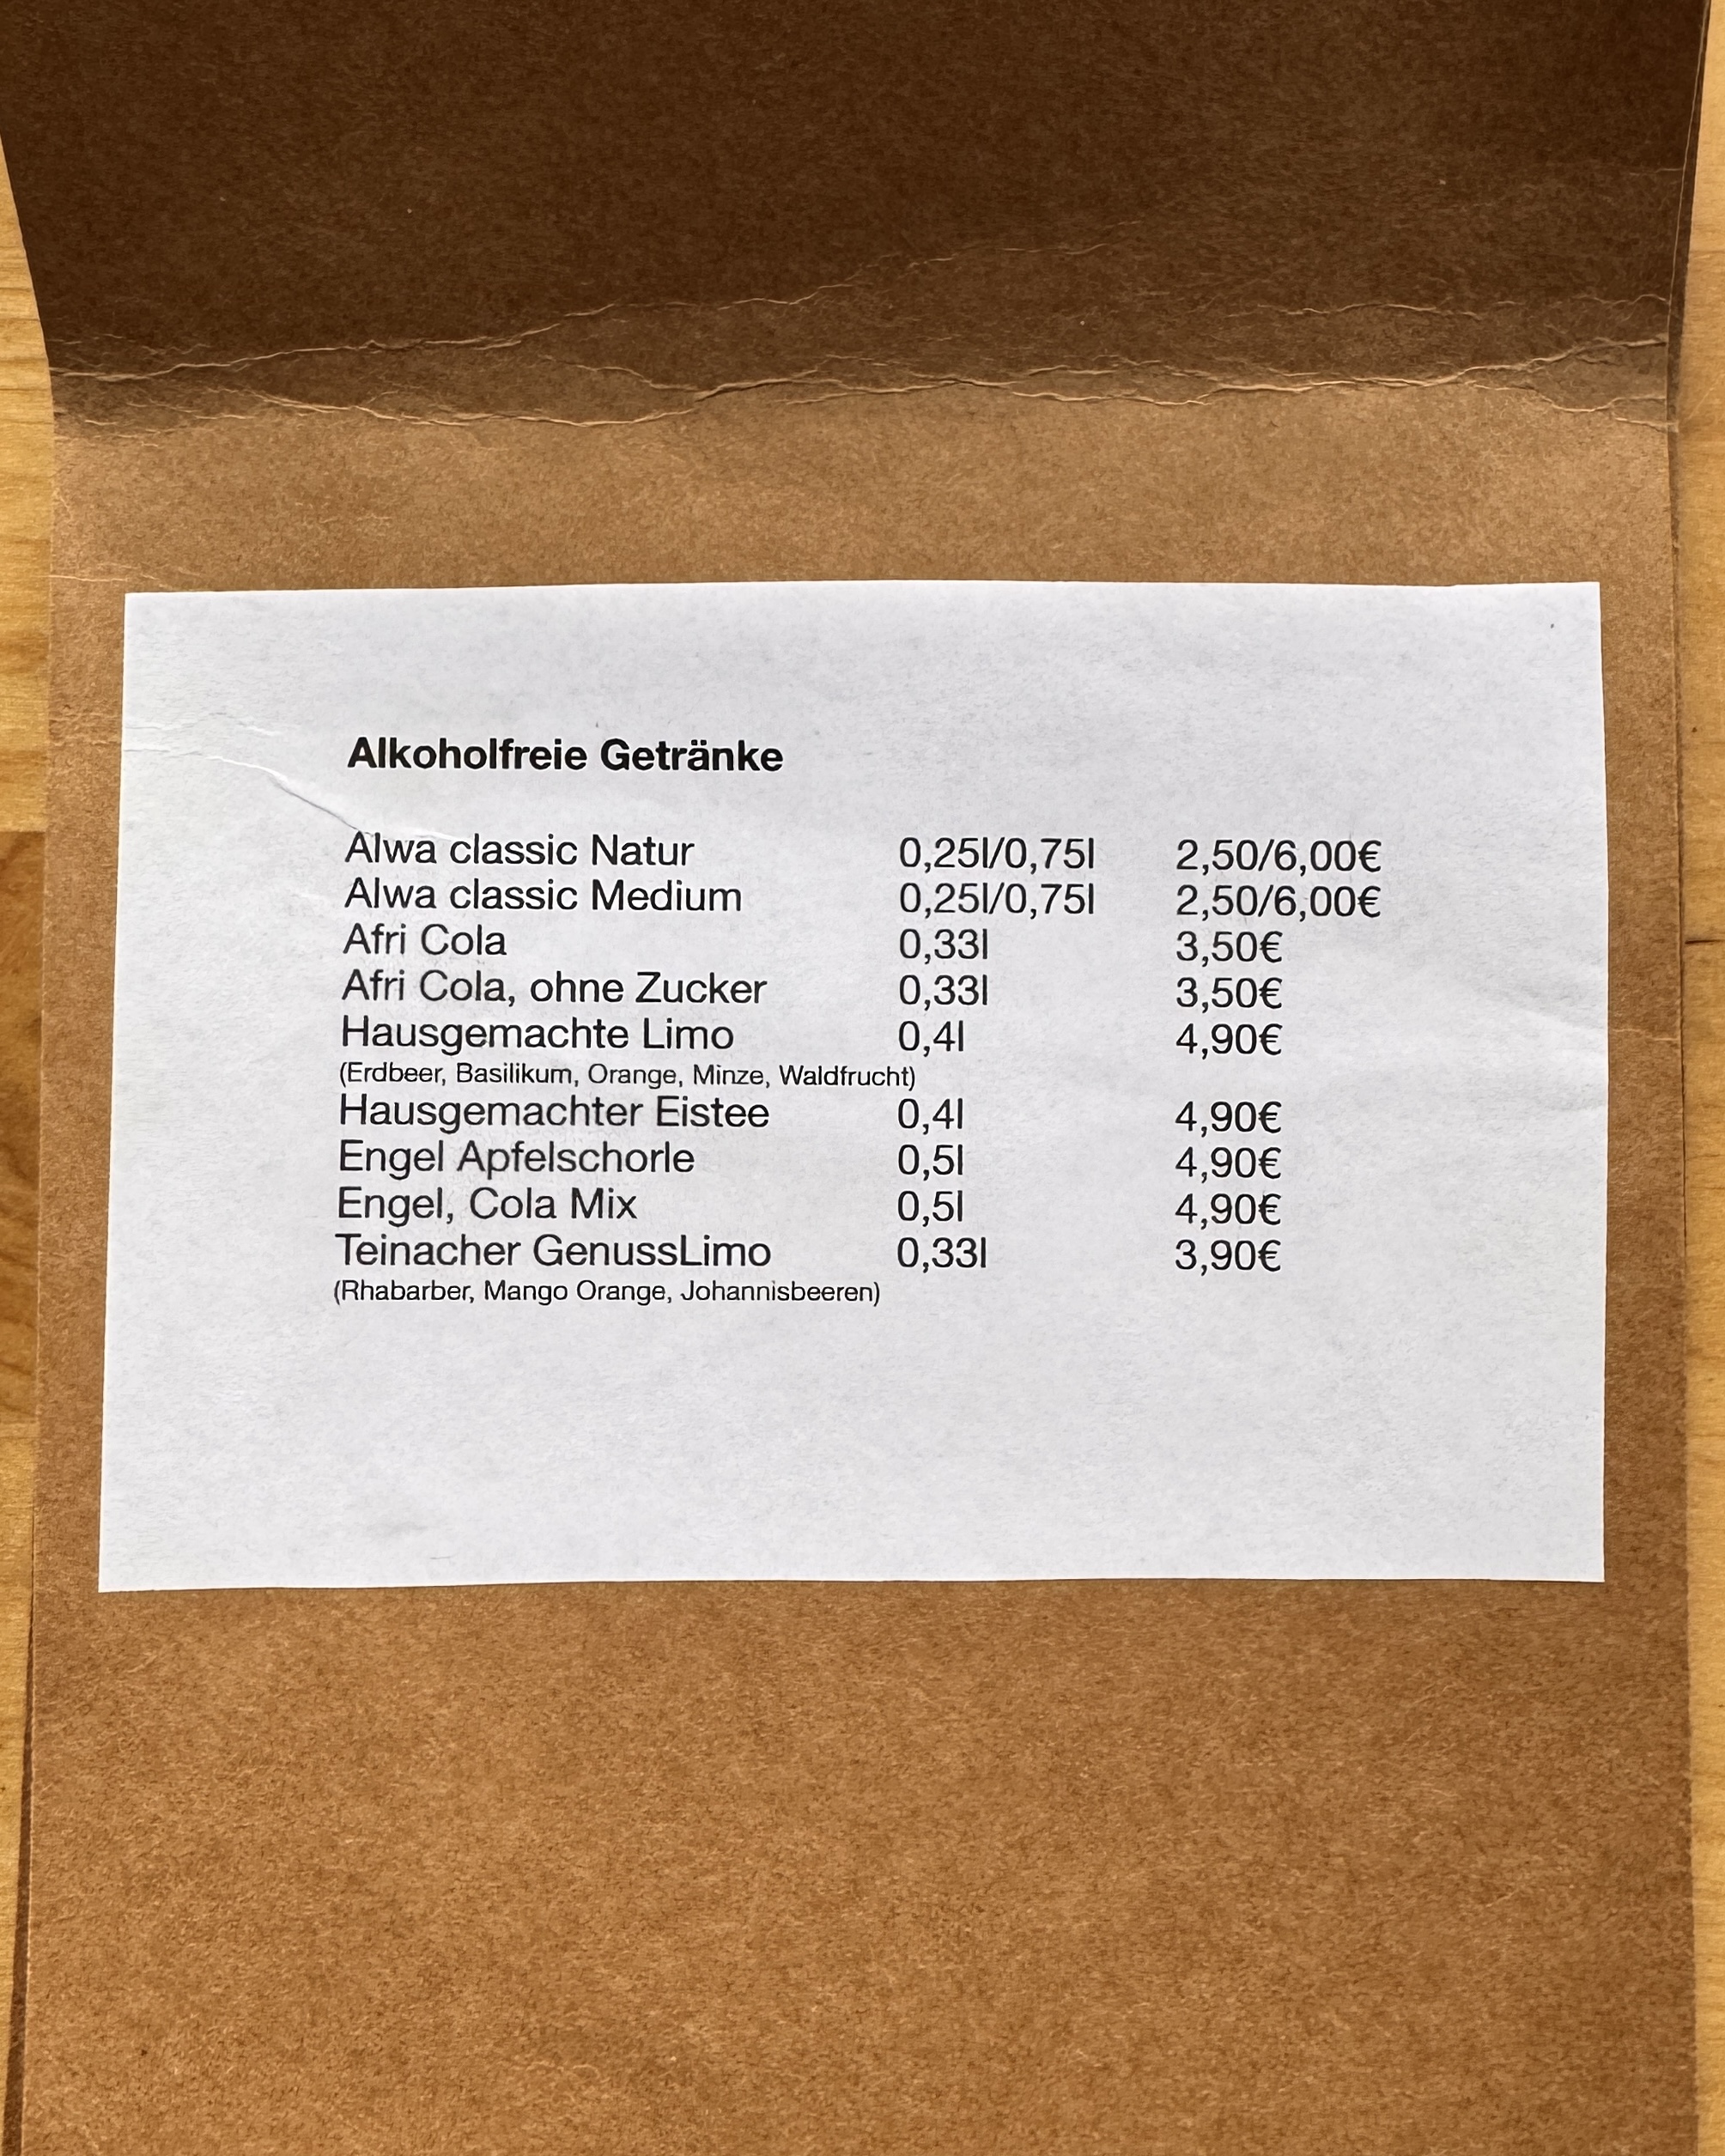 Alkoholfreie Getränke
Alwa classic Natur 0,25l/0,75l 2,50/6,00€
Alwa classic Medium 0,25l/0,75l 2,50/6,00€
Afri Cola 0,33l 3,50€
Afri Cola, ohne Zucker 0,33l 3,50€
Hausgemachte Limo 0,4l 4,90€
(Erdbeer, Basilikum, Orange, Minze, Waldfrucht)
Hausgemachter Eistee 0,4l 4,90€
Engel Apfelschorle 0,5l 4,90€
Engel, Cola Mix 0,5l 4,90€
Teinacher GenussLimo 0,33l 3,90€
(Rhabarber, Mango Orange, Johannisbeeren)